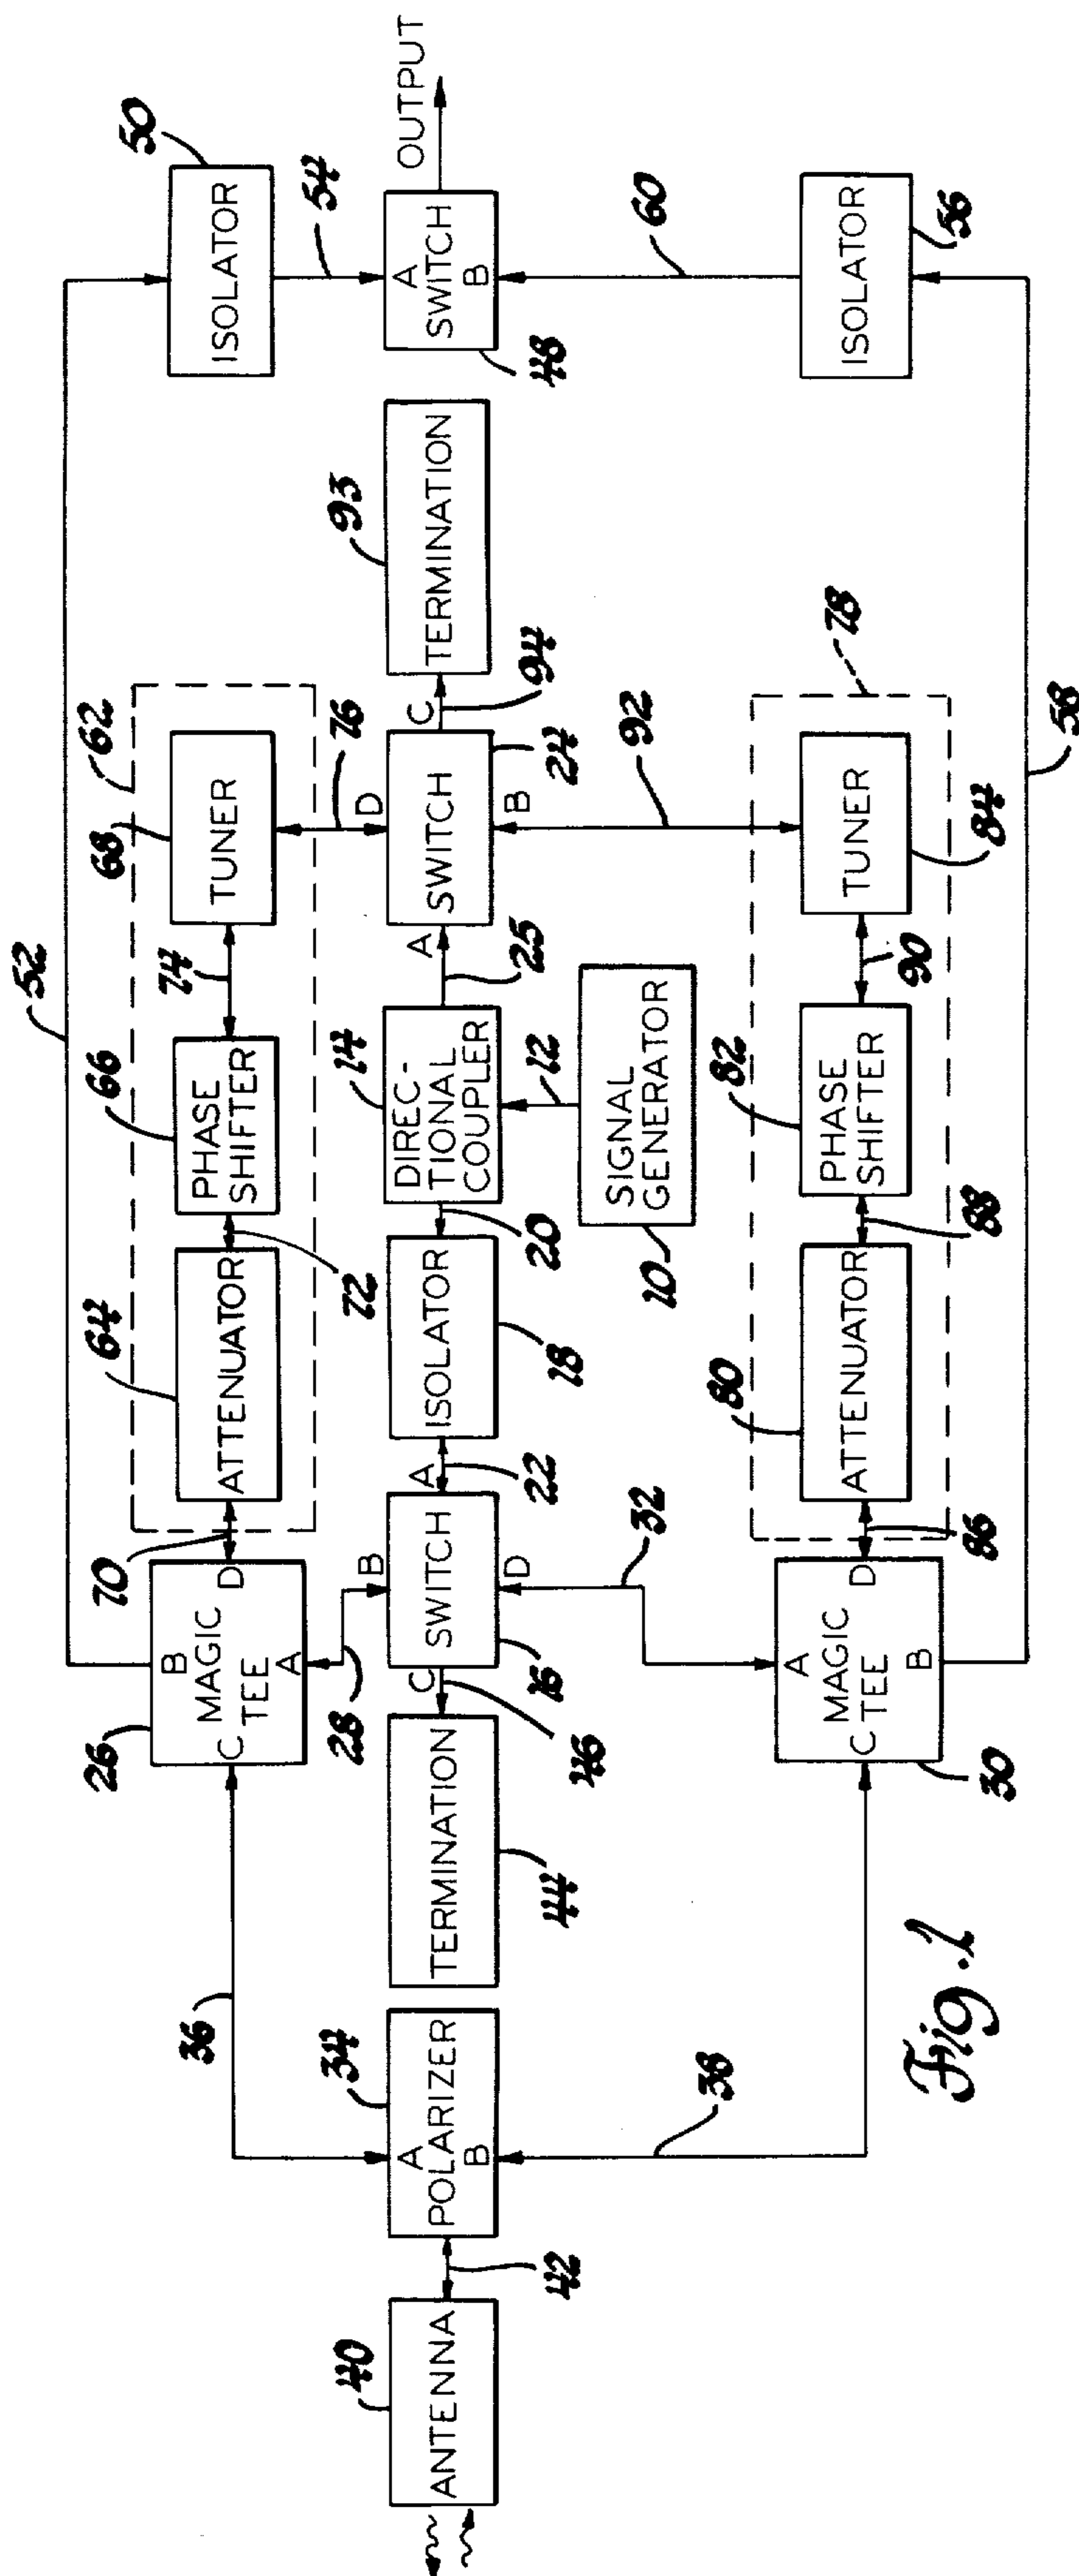 52
50
ISOLATOR
54
62
68
66
64
TUNER
74
PHASE
SHIFTER
72
ATTENUATOR
70
76
26
B
C MAGIC D
TEE
A
28
36
34
A
POLARIZER
B
40
ANTENNA
42
TERMINATION
44
46
C
B
SWITCH
D
16
A
22
ISOLATOR
18
20
14
DIREC-
TIONAL
COUPLER
12
SIGNAL
GENERATOR
10
25
A
D
SWITCH
B
24
C
94
TERMINATION
93
A
SWITCH
B
48
OUTPUT
60
32
38
A
C MAGIC D
TEE
B
30
86
80
ATTENUATOR
88
82
PHASE
SHIFTER
90
TUNER
84
92
78
ISOLATOR
56
58
Fig. 1